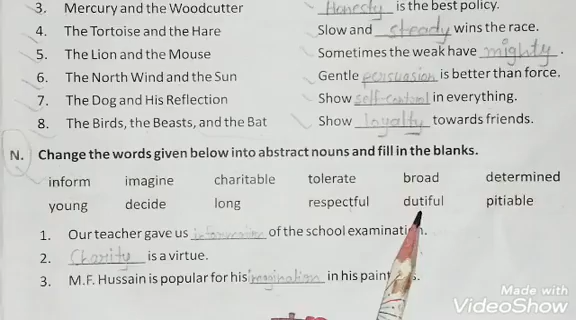 3. Mercury and the Woodcutter Honesty is the best policy.
4. The Tortoise and the Hare Slow and steady wins the race.
5. The Lion and the Mouse Sometimes the weak have mighty.
6. The North Wind and the Sun Gentle persuasion is better than force.
7. The Dog and His Reflection Show self-control in everything.
8. The Birds, the Beasts, and the Bat Show loyalty towards friends.
N. Change the words given below into abstract nouns and fill in the blanks.
inform imagine charitable tolerate broad determined
young decide long respectful dutiful pitiable
1. Our teacher gave us information of the school examination.
2. Charity is a virtue.
3. M.F. Hussain is popular for his imagination in his
Made with
VideoShow